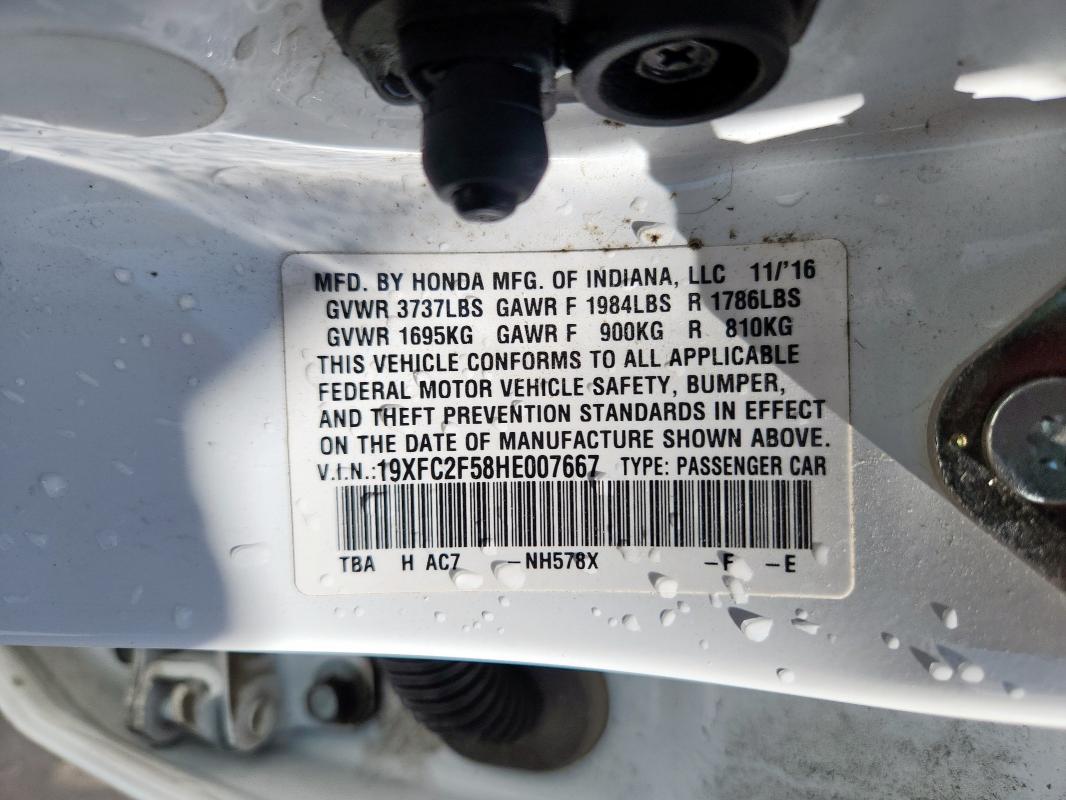 MFD. BY HONDA MFG. OF INDIANA, LLC 11/'16
GVWR 3737LBS GAWR F 1984LBS R 1786LBS
GVWR 1695KG GAWR F 900KG R 810KG
THIS VEHICLE CONFORMS TO ALL APPLICABLE
FEDERAL MOTOR VEHICLE SAFETY, BUMPER,
AND THEFT PREVENTION STANDARDS IN EFFECT
ON THE DATE OF MANUFACTURE SHOWN ABOVE.
V.I.N.:19XFC2F58HE007667 TYPE: PASSENGER CAR
TBA H AC7 –NH578X –F –E